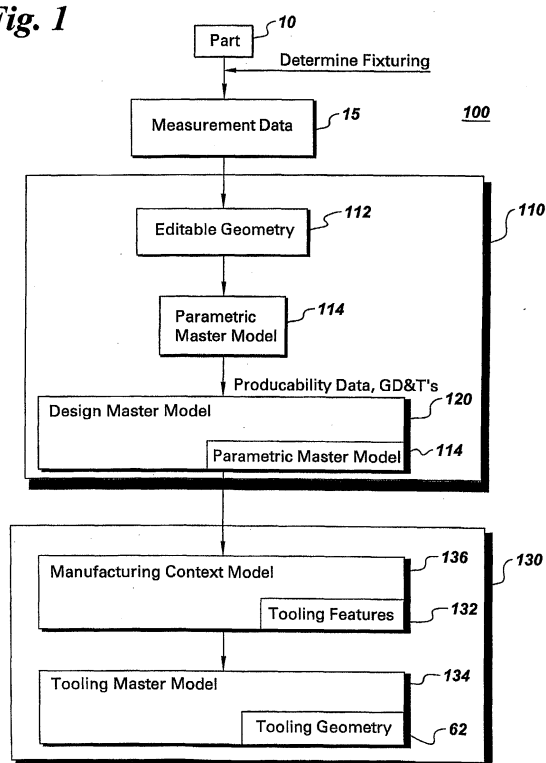 Fig. 1
10
Part
Determine Fixturing
Measurement Data
15
100
110
Editable Geometry
112
Parametric
Master Model
114
Producability Data, GD&T's
Design Master Model
120
Parametric Master Model
114
Manufacturing Context Model
136
130
Tooling Features
132
Tooling Master Model
134
Tooling Geometry
62